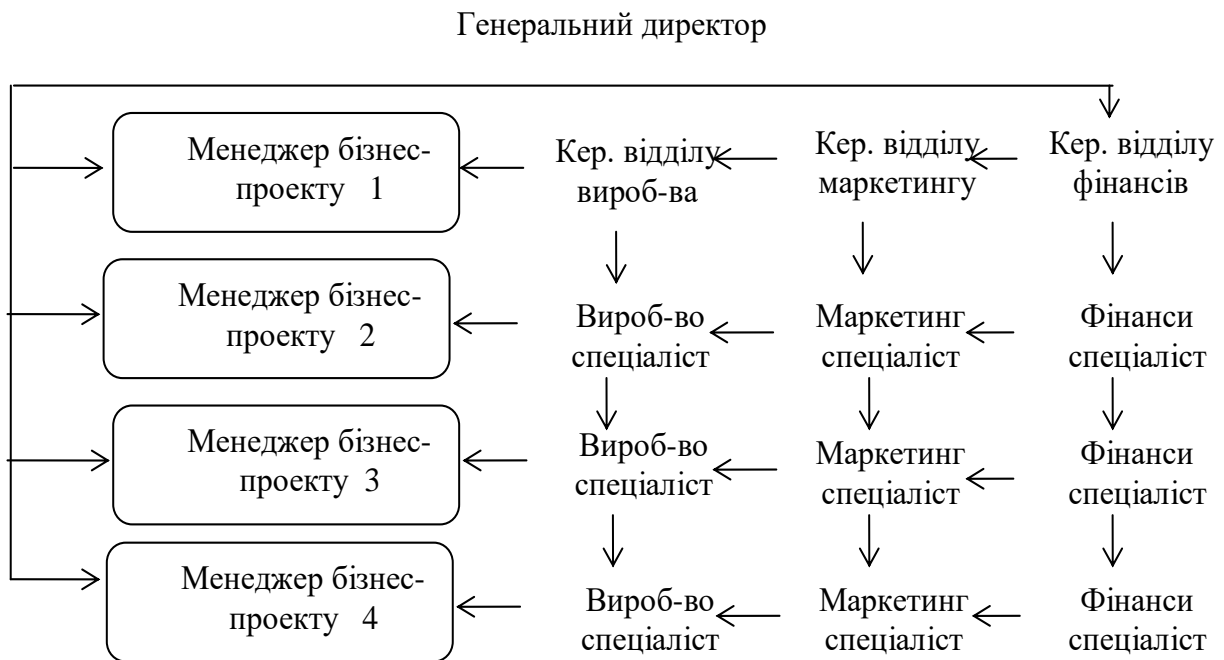 Генеральний директор
Менеджер бізнес-
проекту 1
Кер. відділу
вироб-ва
Кер. відділу
маркетингу
Кер. відділу
фінансів
Менеджер бізнес-
проекту 2
Вироб-во
спеціаліст
Маркетинг
спеціаліст
Фінанси
спеціаліст
Менеджер бізнес-
проекту 3
Вироб-во
спеціаліст
Маркетинг
спеціаліст
Фінанси
спеціаліст
Менеджер бізнес-
проекту 4
Вироб-во
спеціаліст
Маркетинг
спеціаліст
Фінанси
спеціаліст